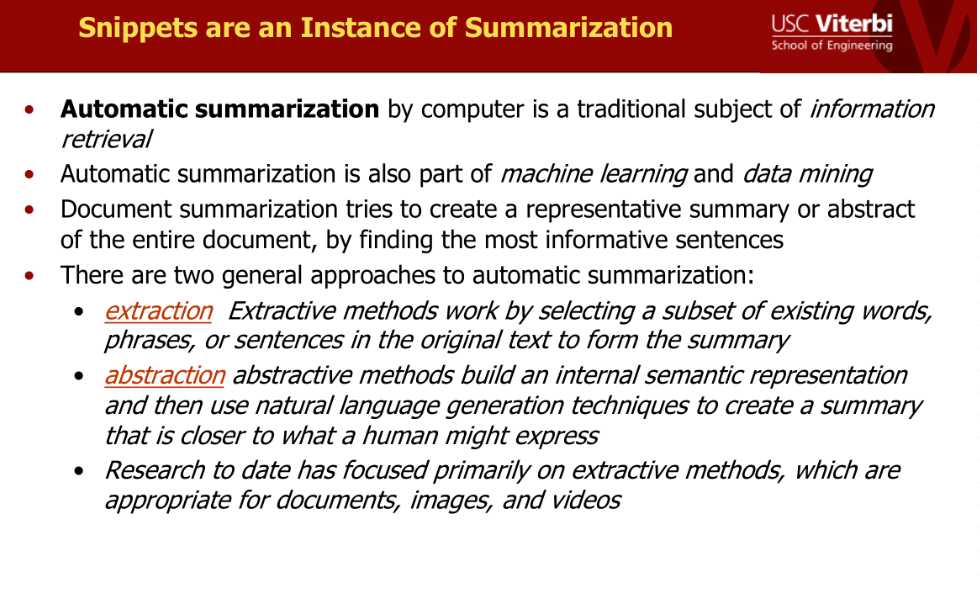 Snippets are an Instance of Summarization
USC Viterbi
School of Engineering
• Automatic summarization by computer is a traditional subject of information
retrieval
• Automatic summarization is also part of machine learning and data mining
• Document summarization tries to create a representative summary or abstract
of the entire document, by finding the most informative sentences
• There are two general approaches to automatic summarization:
• extraction Extractive methods work by selecting a subset of existing words,
phrases, or sentences in the original text to form the summary
• abstraction abstractive methods build an internal semantic representation
and then use natural language generation techniques to create a summary
that is closer to what a human might express
• Research to date has focused primarily on extractive methods, which are
appropriate for documents, images, and videos